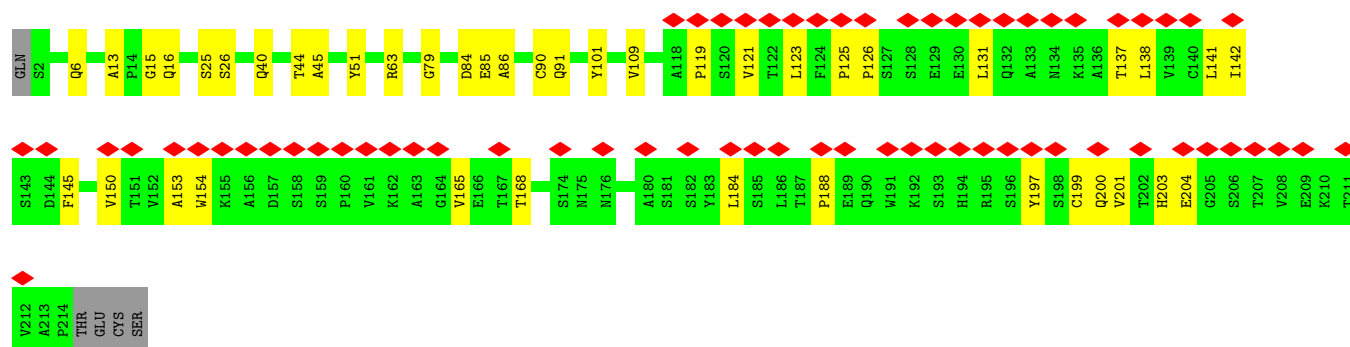 GLN S2 Q6 A13 P14 G15 Q16 S25 S26 Q40 T44 A45 Y51 R63 G79 D84 E85 A86 C90 Q91 Y101 V109 A118 P119 S120 V121 T122 L123 F124 P125 P126 S127 S128 E129 E130 L131 Q132 A133 N134 K135 A136 T137 L138 V139 C140 L141 I142
S143 D144 F145 V150 T151 V152 A153 W154 K155 A156 D157 S158 S159 P160 V161 K162 A163 G164 V165 E166 T167 T168 S174 N175 N176 A180 S181 S182 Y183 L184 S185 L186 T187 P188 E189 Q190 W191 K192 S193 H194 R195 S196 Y197 S198 C199 Q200 V201 T202 H203 E204 G205 S206 T207 V208 E209 K210 T211
V212 A213 P214 THR GLU CYS SER